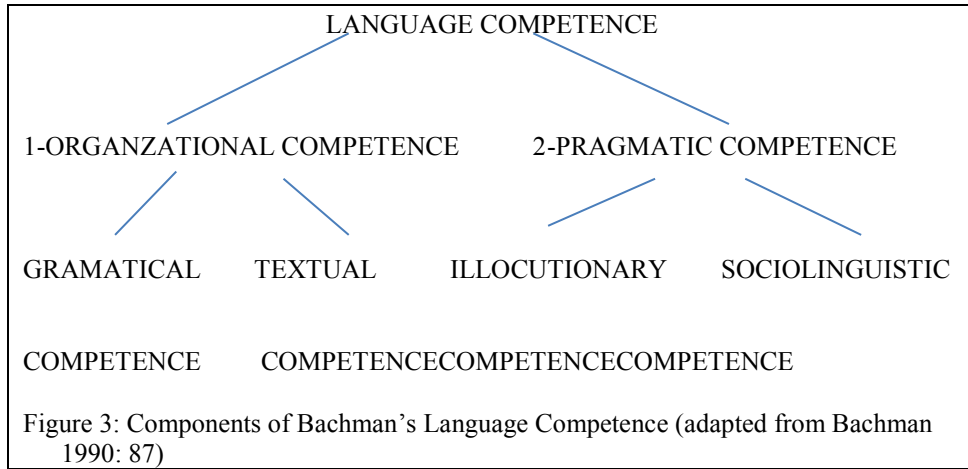 LANGUAGE COMPETENCE
1-ORGANZATIONAL COMPETENCE 2-PRAGMATIC COMPETENCE
GRAMATICAL TEXTUAL ILLOCUTIONARY SOCIOLINGUISTIC
COMPETENCE COMPETENCECOMPETENCECOMPETENCE
Figure 3: Components of Bachman’s Language Competence (adapted from Bachman
1990: 87)